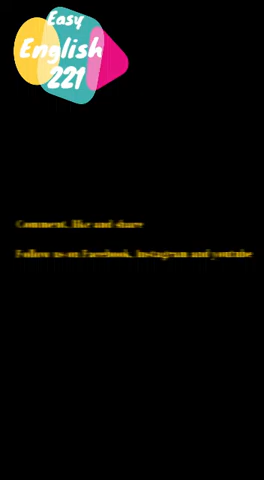 Easy
English
221
Comment, like and share
Follow us on Facebook, Instagram and youtube